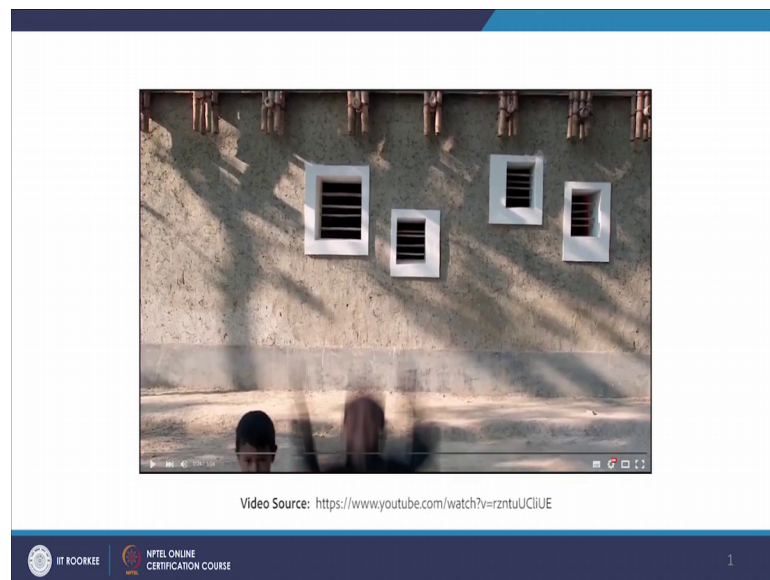 Video Source: https://www.youtube.com/watch?v=rzntuUCliUE
IIT ROORKEE
NPTEL ONLINE
CERTIFICATION COURSE
1